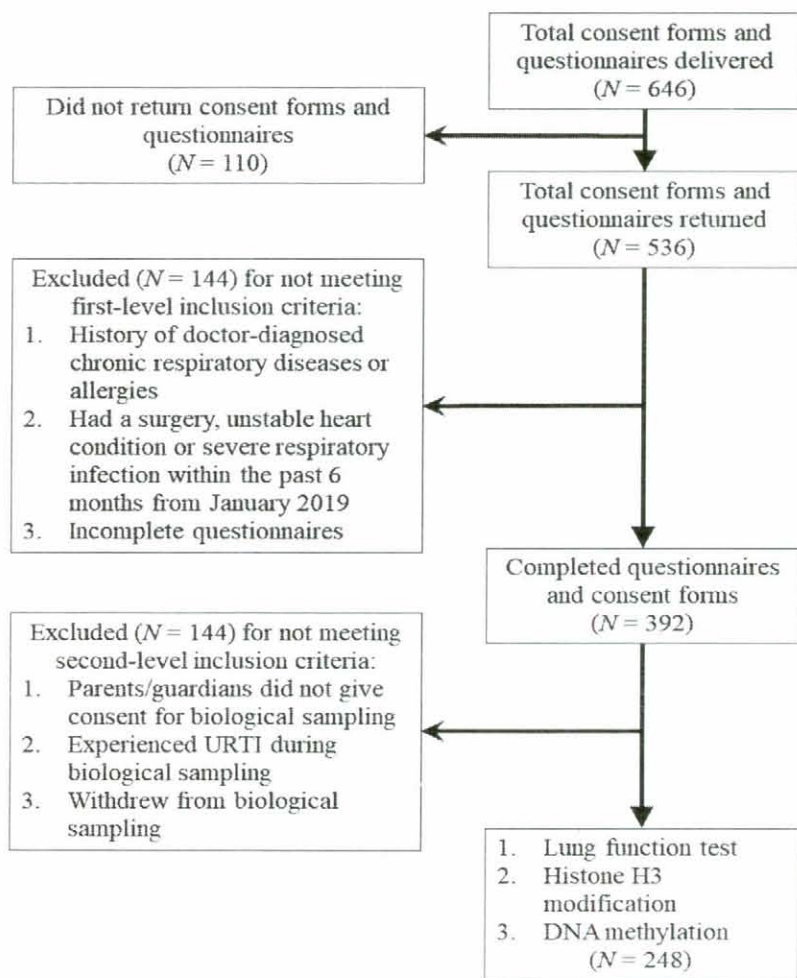 Total consent forms and
questionnaires delivered
(N = 646)
Did not return consent forms and
questionnaires
(N = 110)
Total consent forms and
questionnaires returned
(N = 536)
Excluded (N = 144) for not meeting
first-level inclusion criteria:
1. History of doctor-diagnosed
chronic respiratory diseases or
allergies
2. Had a surgery, unstable heart
condition or severe respiratory
infection within the past 6
months from January 2019
3. Incomplete questionnaires
Completed questionnaires
and consent forms
(N = 392)
Excluded (N = 144) for not meeting
second-level inclusion criteria:
1. Parents/guardians did not give
consent for biological sampling
2. Experienced URTI during
biological sampling
3. Withdrew from biological
sampling
1. Lung function test
2. Histone H3
modification
3. DNA methylation
(N = 248)